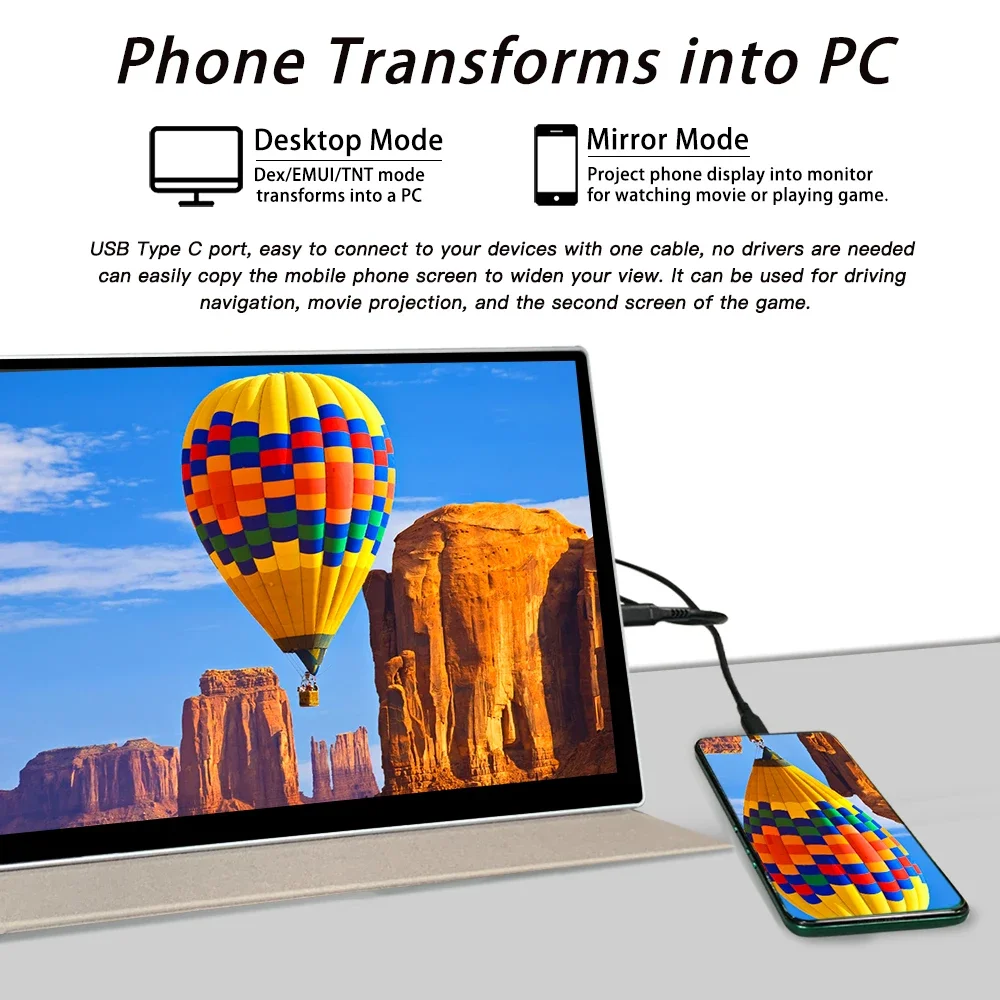 Phone Transforms into PC
Desktop Mode
Dex/EMUI/TNT mode
transforms into a PC
Mirror Mode
Project phone display into monitor
for watching movie or playing game.
USB Type C port, easy to connect to your devices with one cable, no drivers are needed
can easily copy the mobile phone screen to widen your view. It can be used for driving
navigation, movie projection, and the second screen of the game.